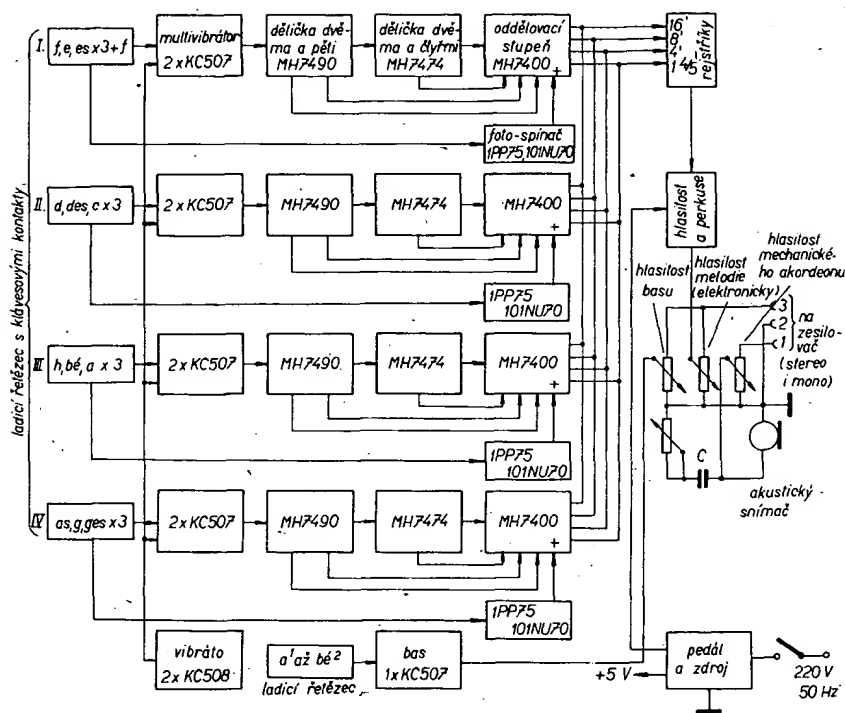 ladicí řetězec s klávesovými kontakty
I.
f,e,es x 3 + f
multivibrátor
2 x KC507
dělička dvě-
ma a pěti
MH7490
dělička dvě-
ma a čtyřmi
MH7474
oddělovací
stupeň
MH7400
+
16'
8'
2'
1 4/5'
rejstříky
foto-spínač
1PP75,101NU70
II.
d,des,c x 3
2 x KC507
MH7490
MH7474
MH7400
+
1PP75
101NU70
hlasitost
a perkuse
hlasitost
basu
hlasitost
melodie
(elektronicky)
hlasitost
mechanické-
ho akordeonu
3
2
1
na
zesilo-
vač
(stereo
i
mono)
III
h,bé,a x 3
2 x KC507
MH7490
MH7474
MH7400
+
1PP75
101NU70
C
akustický
snímač
IV
as,g,ges x 3
2 x KC507
MH7490
MH7474
MH7400
+
1PP75
101NU70
vibráto
2 x KC508
a¹ až bé²
ladicí řetězec
bas
1 x KC507
+5 V
pedál
a zdroj
220 V
50 Hz